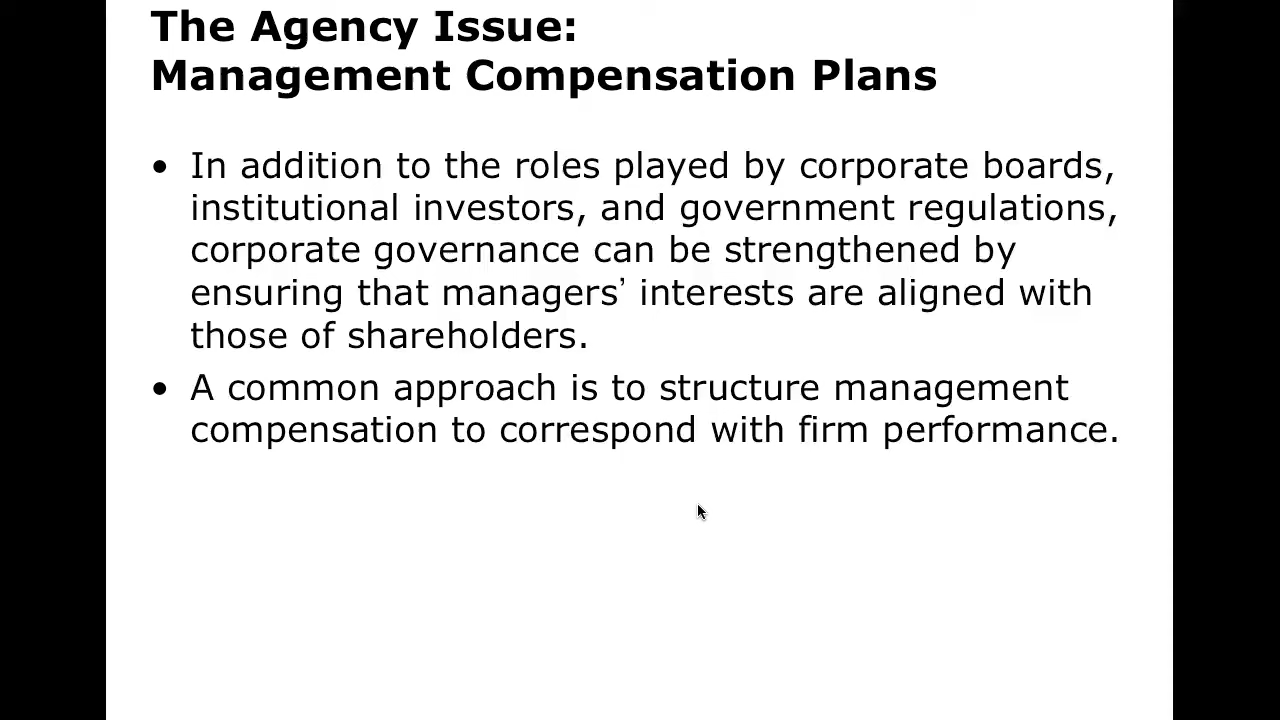 The Agency Issue:
Management Compensation Plans
• In addition to the roles played by corporate boards,
institutional investors, and government regulations,
corporate governance can be strengthened by
ensuring that managers’ interests are aligned with
those of shareholders.
• A common approach is to structure management
compensation to correspond with firm performance.